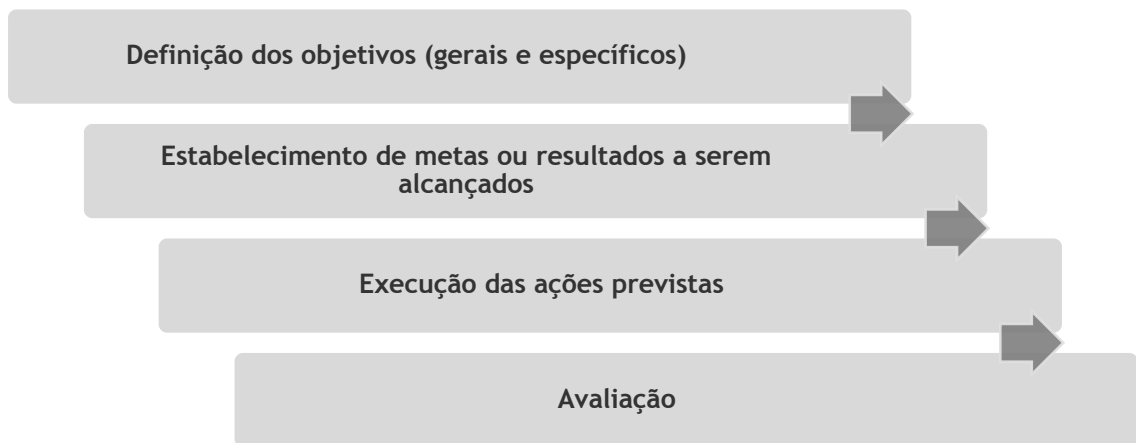 Definição dos objetivos (gerais e específicos)
Estabelecimento de metas ou resultados a serem
alcançados
Execução das ações previstas
Avaliação